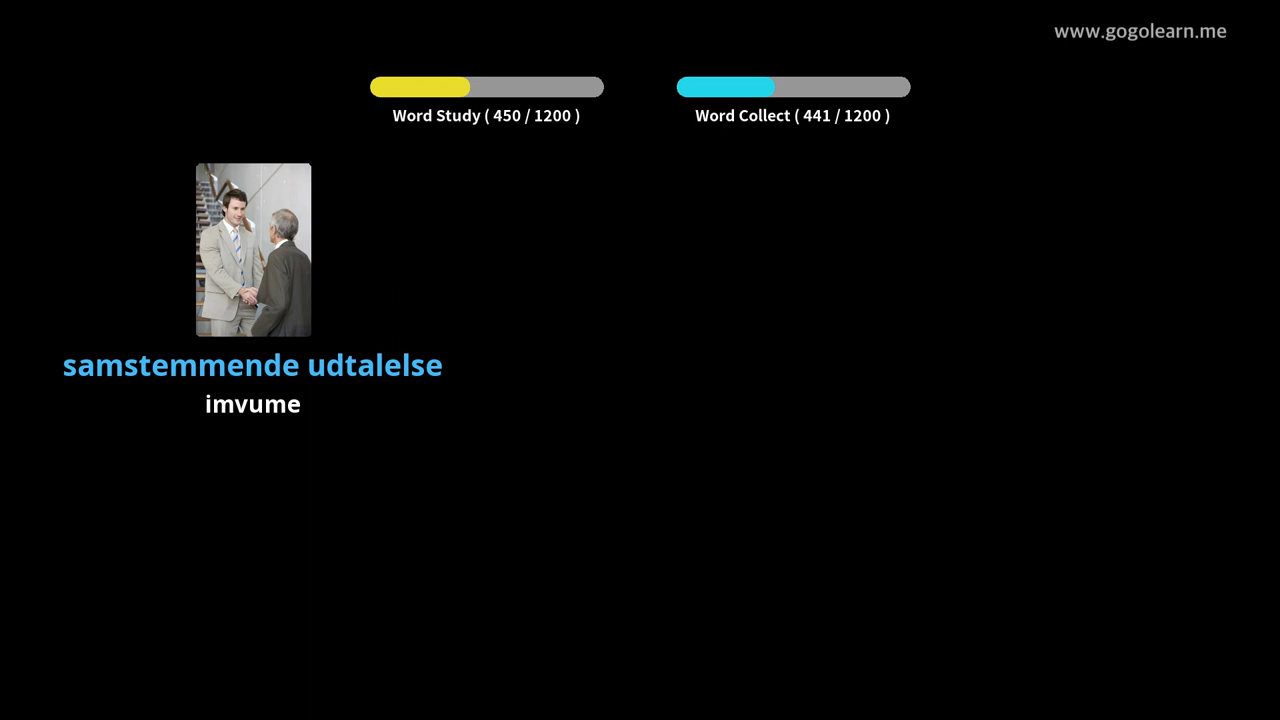 www.gogolearn.me
Word Study ( 450 / 1200 )
Word Collect ( 441 / 1200 )
samstemmende udtalelse
imvume